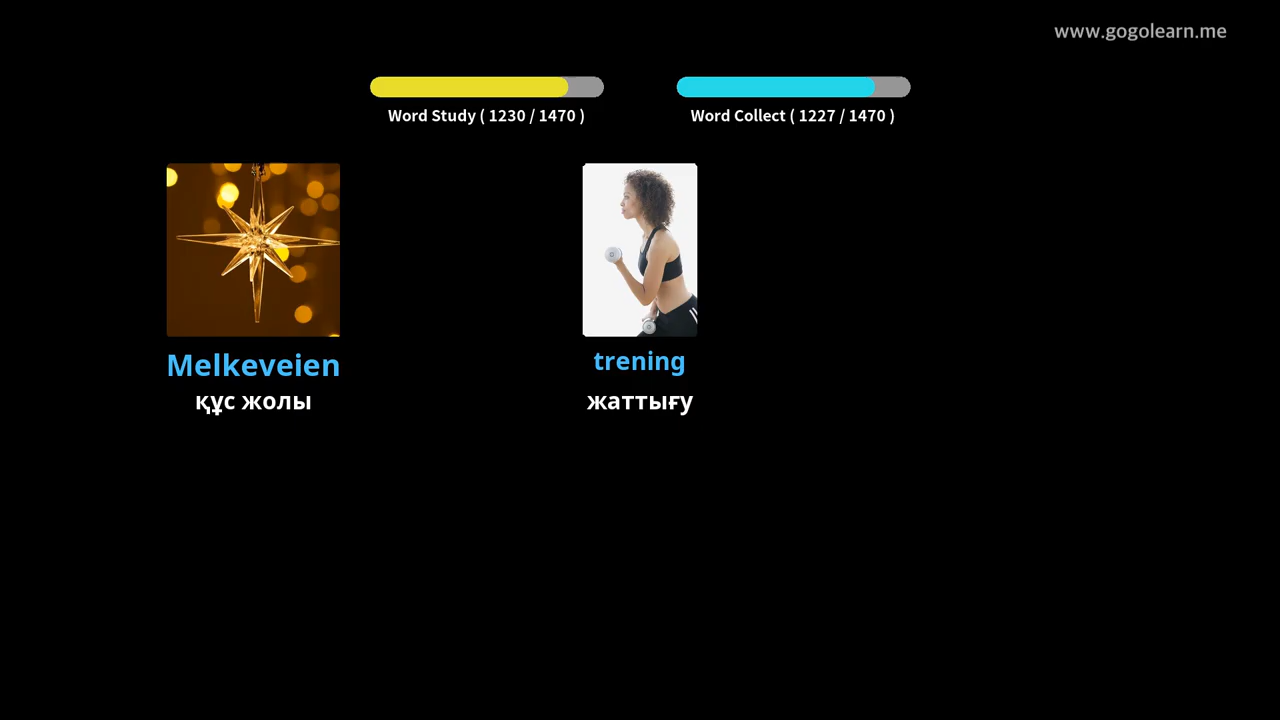 www.gogolearn.me
Word Study ( 1230 / 1470 )
Word Collect ( 1227 / 1470 )
Melkeveien
құс жолы
trening
жаттығу